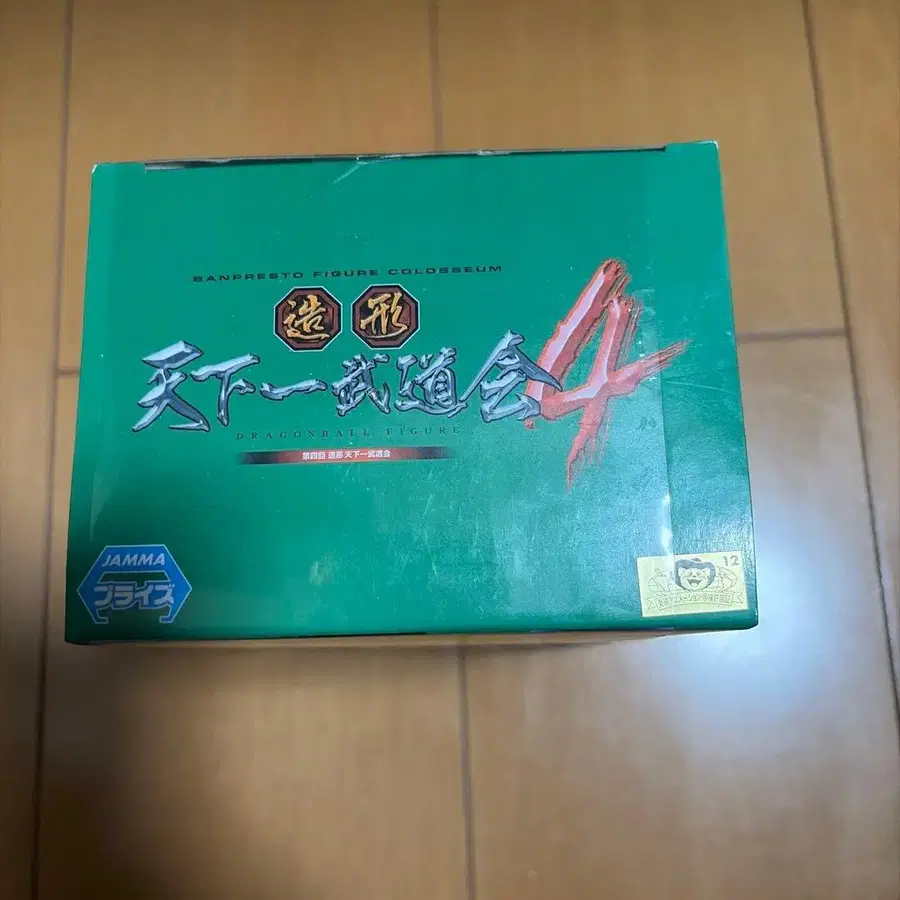 BANPRESTO FIGURE COLOSSEUM
造形
天下一武道会4
DRAGONBALL FIGURE
第四回 造形 天下一武道会
JAMMA
プライズ
12